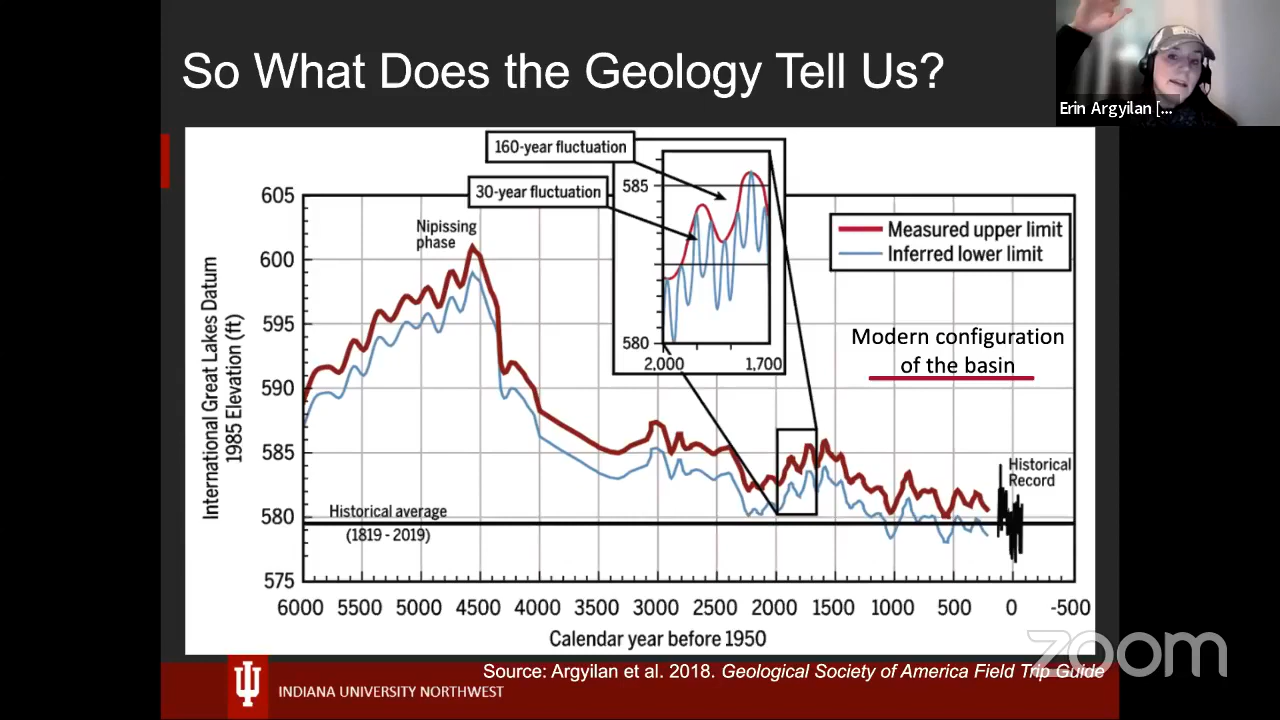 So What Does the Geology Tell Us?
Erin Argyilan [...
160-year fluctuation
30-year fluctuation
585
580
2,000 1,700
Nipissing
phase
Measured upper limit
Inferred lower limit
Modern configuration
of the basin
Historical
Record
Historical average
(1819 - 2019)
International Great Lakes Datum
1985 Elevation (ft)
605
600
595
590
585
580
575
6000 5500 5000 4500 4000 3500 3000 2500 2000 1500 1000 500 0 -500
Calendar year before 1950
zoom
Source: Argyilan et al. 2018. Geological Society of America Field Trip Guide
INDIANA UNIVERSITY NORTHWEST